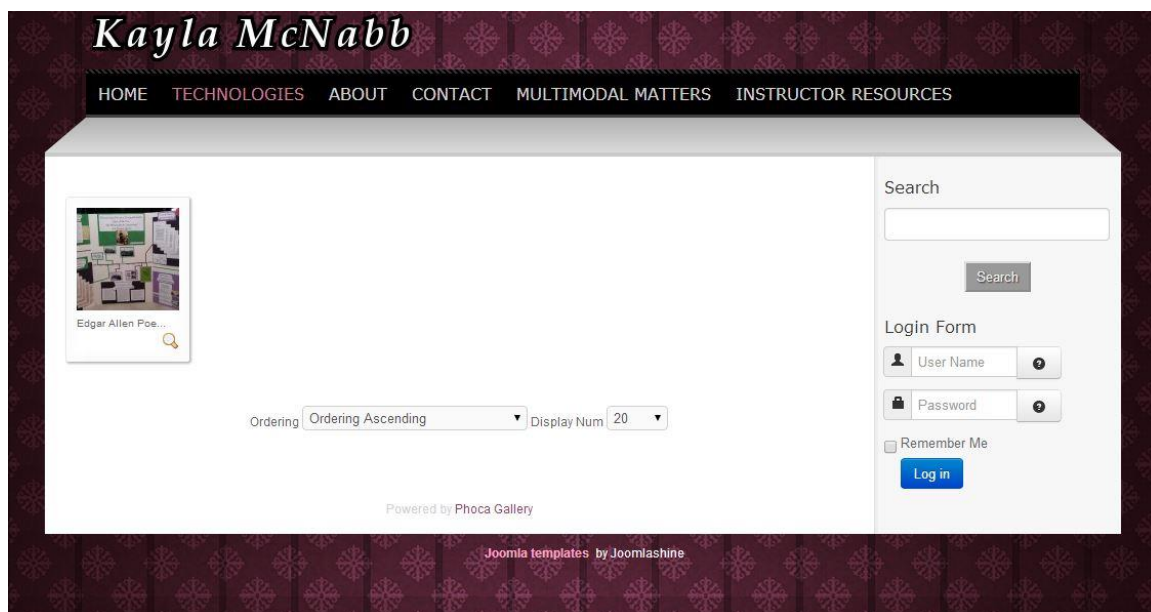 Kayla McNabb
HOME TECHNOLOGIES ABOUT CONTACT MULTIMODAL MATTERS INSTRUCTOR RESOURCES
Edgar Allen Poe...
Ordering Ordering Ascending Display Num 20
Powered by Phoca Gallery
Search
Search
Login Form
User Name
Password
Remember Me
Log in
Joomla templates by Joomlashine